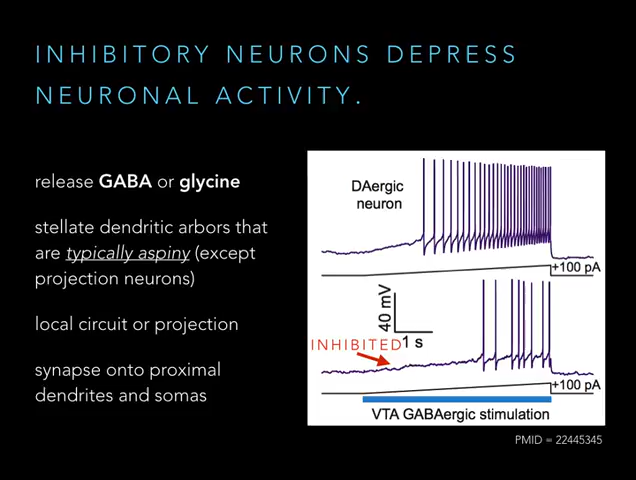 INHIBITORY NEURONS DEPRESS
NEURONAL ACTIVITY.
release GABA or glycine
stellate dendritic arbors that
are typically aspiny (except
projection neurons)
local circuit or projection
synapse onto proximal
dendrites and somas
DAergic
neuron
+100 pA
40 mV
1 s
INHIBITED
+100 pA
VTA GABAergic stimulation
PMID = 22445345